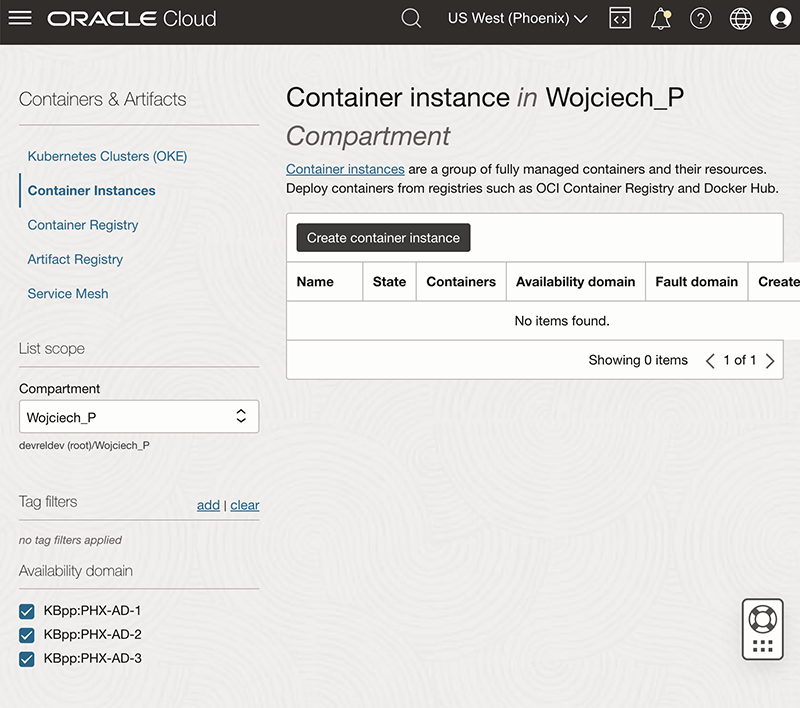 ORACLE Cloud
US West (Phoenix)
Containers & Artifacts
Kubernetes Clusters (OKE)
Container Instances
Container Registry
Artifact Registry
Service Mesh
List scope
Compartment
Wojciech_P
devreldev (root)/Wojciech_P
Tag filters add | clear
no tag filters applied
Availability domain
KBpp:PHX-AD-1
KBpp:PHX-AD-2
KBpp:PHX-AD-3
Container instance in Wojciech_P
Compartment
Container instances are a group of fully managed containers and their resources.
Deploy containers from registries such as OCI Container Registry and Docker Hub.
Create container instance
Name State Containers Availability domain Fault domain Create
No items found.
Showing 0 items 1 of 1